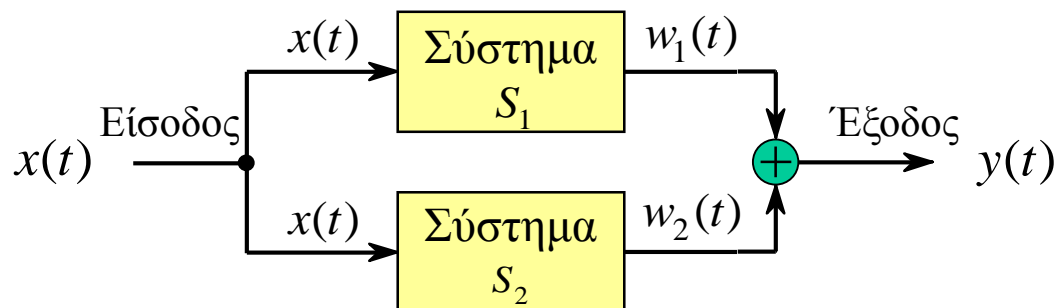 x(t)
Σύστημα
S₁
w₁(t)
Είσοδος
x(t)
+
Έξοδος
y(t)
x(t)
Σύστημα
S₂
w₂(t)